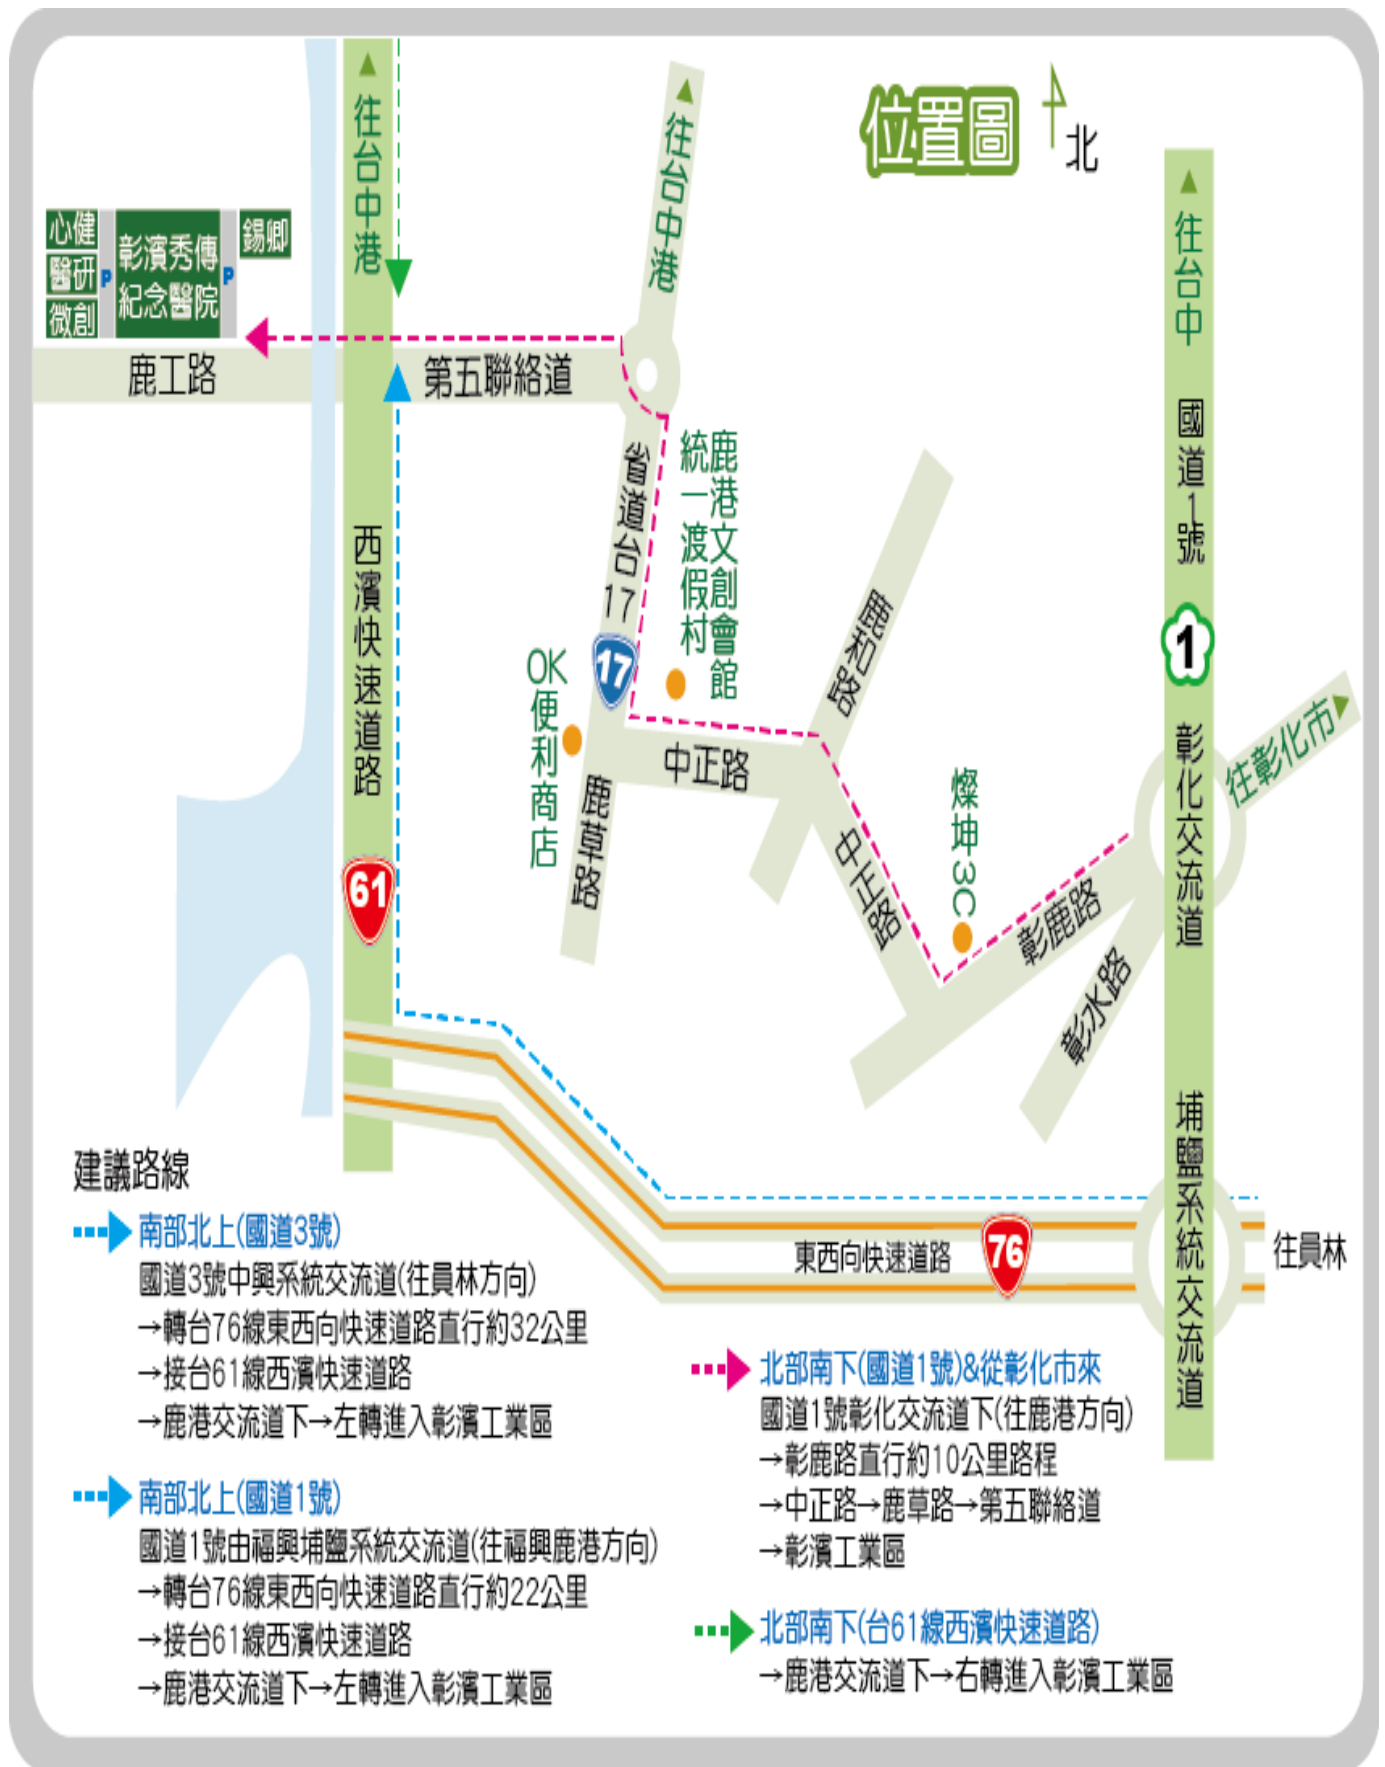 位置圖
北
▲往台中港
▲往台中港
▲往台中
心健
醫研
微創
P
彰濱秀傳
紀念醫院
P
錫卿
鹿工路
第五聯絡道
國道1號
省道台17
鹿港文創會館
統一渡假村
西濱快速道路
鹿和路
17
1
OK便利商店
中正路
往彰化市▶
彰化交流道
燦坤3C
鹿草路
中正路
61
彰鹿路
彰水路
埔鹽系統交流道
東西向快速道路
76
往員林
建議路線
南部北上(國道3號)
國道3號中興系統交流道(往員林方向)
→轉台76線東西向快速道路直行約32公里
→接台61線西濱快速道路
→鹿港交流道下→左轉進入彰濱工業區
南部北上(國道1號)
國道1號由福興埔鹽系統交流道(往福興鹿港方向)
→轉台76線東西向快速道路直行約22公里
→接台61線西濱快速道路
→鹿港交流道下→左轉進入彰濱工業區
北部南下(國道1號)&從彰化市來
國道1號彰化交流道下(往鹿港方向)
→彰鹿路直行約10公里路程
→中正路→鹿草路→第五聯絡道
→彰濱工業區
北部南下(台61線西濱快速道路)
→鹿港交流道下→右轉進入彰濱工業區